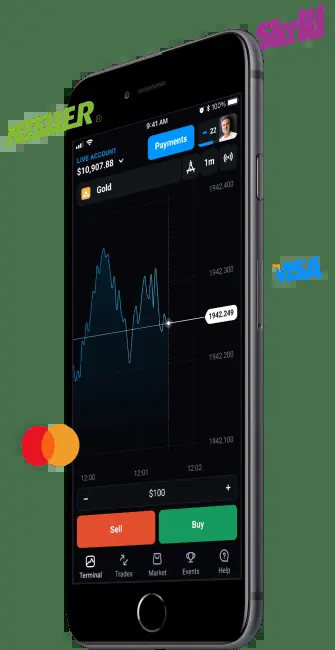 Skrill
NETELLER
9:41 AM
100%
LIVE ACCOUNT
$10,907.88
Payments
22
Gold
1m
1942.400
1942.300
1942.249
1942.200
1942.100
VISA
12:00
12:01
12:02
−
$100
+
Sell
Buy
Terminal
Trades
Market
Events
Help